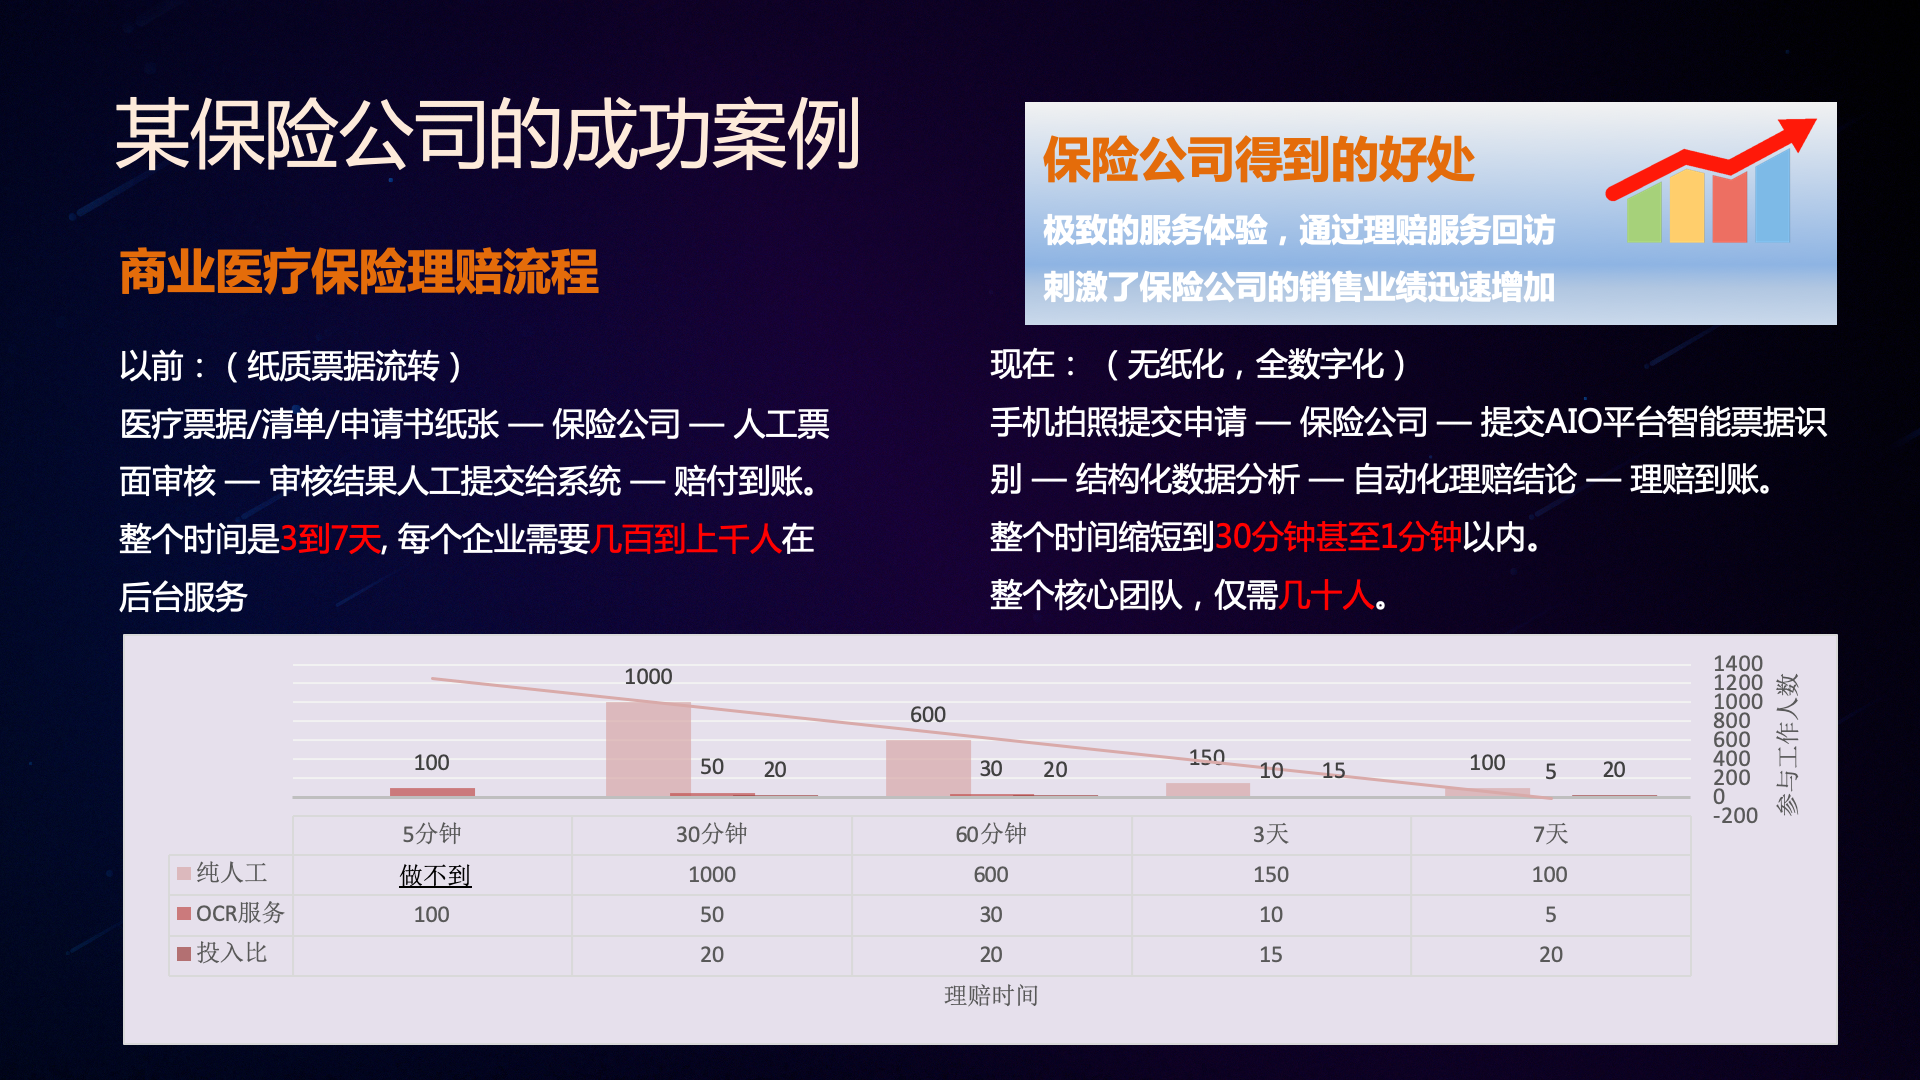 某保险公司的成功案例
保险公司得到的好处
极致的服务体验，通过理赔服务回访
刺激了保险公司的销售业绩迅速增加
商业医疗保险理赔流程
以前：（纸质票据流转）
医疗票据/清单/申请书纸张 — 保险公司 — 人工票
面审核 — 审核结果人工提交给系统 — 赔付到账。
整个时间是3到7天, 每个企业需要几百到上千人在
后台服务
现在： （无纸化，全数字化）
手机拍照提交申请 — 保险公司 — 提交AIO平台智能票据识
别 — 结构化数据分析 — 自动化理赔结论 — 理赔到账。
整个时间缩短到30分钟甚至1分钟以内。
整个核心团队，仅需几十人。
100
1000 50 20
600 30 20
150 10 15
100 5 20
1400
1200
1000
800
600
400
200
0
-200
参与工作人数
5分钟 30分钟 60分钟 3天 7天
纯人工 做不到 1000 600 150 100
OCR服务 100 50 30 10 5
投入比 20 20 15 20
理赔时间